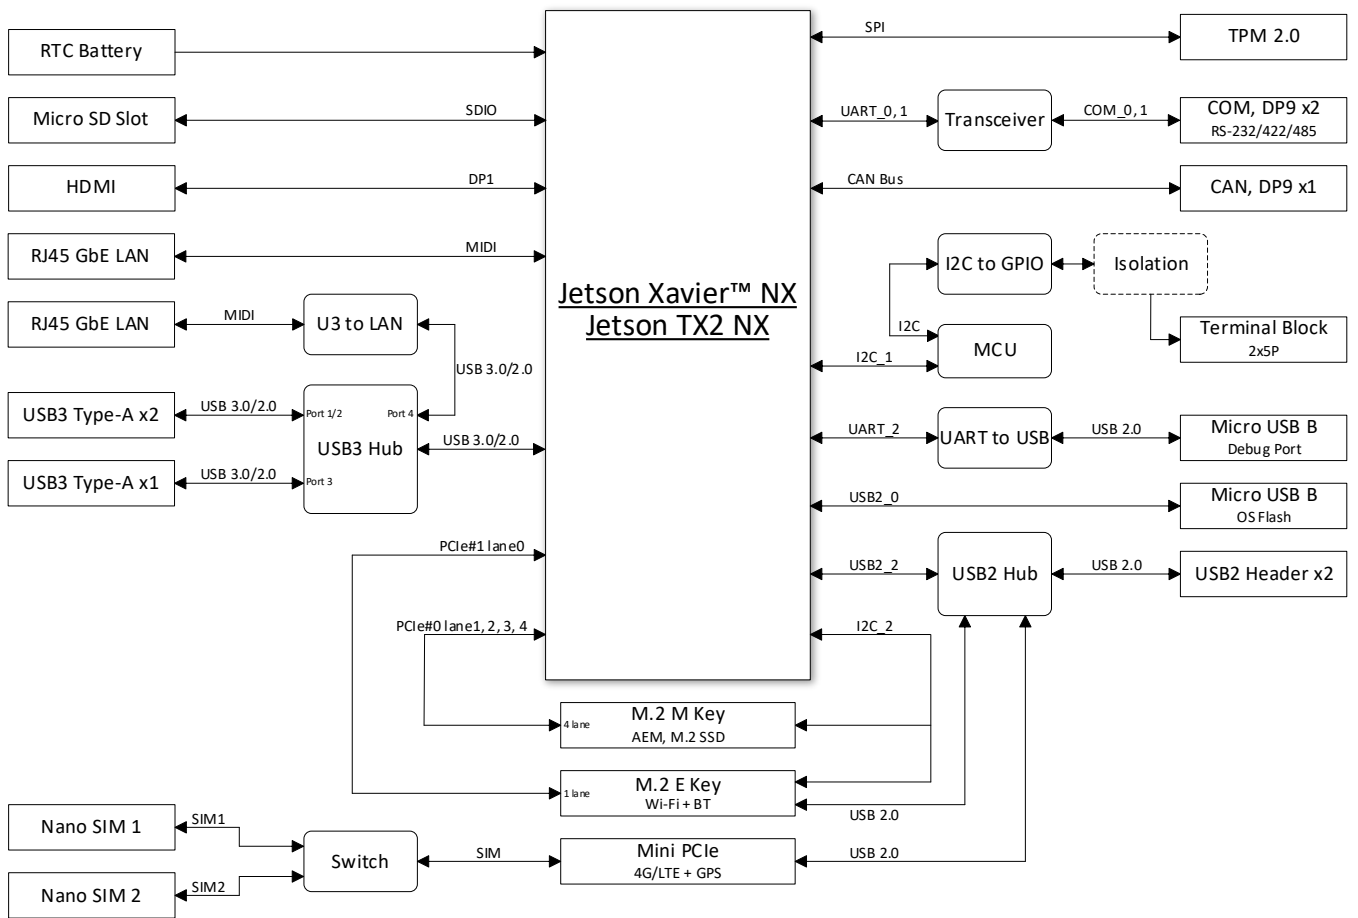 RTC Battery
SPI
TPM 2.0
Micro SD Slot
SDIO
UART_0, 1
Transceiver
COM_0, 1
COM, DP9 x2
RS-232/422/485
HDMI
DP1
CAN Bus
CAN, DP9 x1
RJ45 GbE LAN
MIDI
I2C to GPIO
Isolation
Jetson Xavier™ NX
Jetson TX2 NX
RJ45 GbE LAN
MIDI
U3 to LAN
USB 3.0/2.0
I2C
I2C_1
MCU
Terminal Block
2x5P
USB3 Type-A x2
USB 3.0/2.0
Port 1/2
Port 4
USB3 Hub
USB 3.0/2.0
UART_2
UART to USB
USB 2.0
Micro USB B
Debug Port
USB3 Type-A x1
USB 3.0/2.0
Port 3
USB2_0
Micro USB B
OS Flash
PCIe#1 lane0
USB2_2
USB2 Hub
USB 2.0
USB2 Header x2
PCIe#0 lane1, 2, 3, 4
I2C_2
4 lane
M.2 M Key
AEM, M.2 SSD
1 lane
M.2 E Key
Wi-Fi + BT
USB 2.0
Nano SIM 1
SIM1
Switch
SIM
Mini PCIe
4G/LTE + GPS
USB 2.0
Nano SIM 2
SIM2